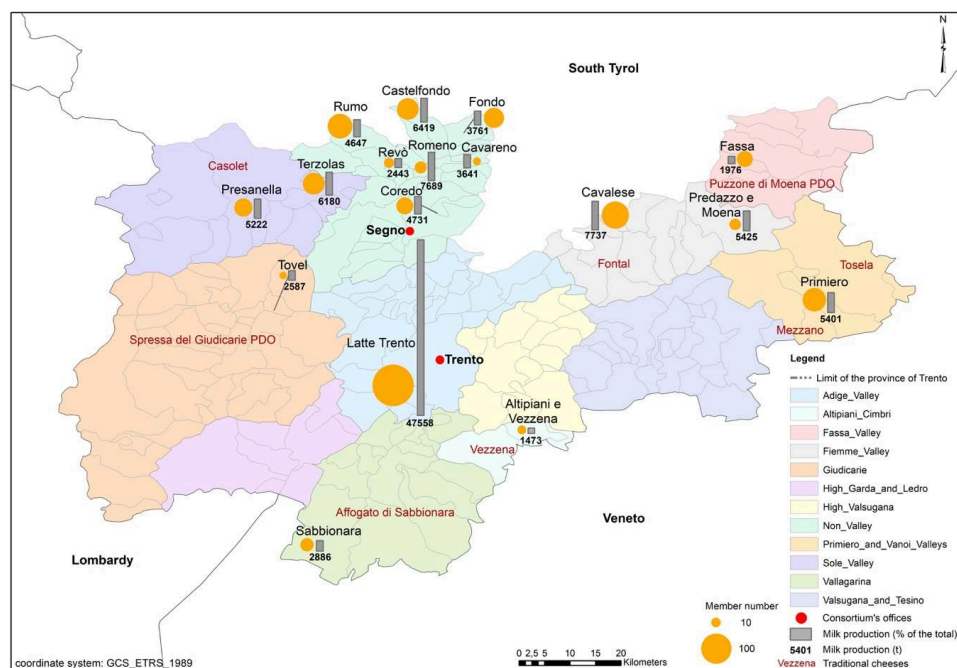 N
South Tyrol
Castelfondo
6419
Rumo
4647
Fondo
3761
Revò
2443
Romeno
7689
Cavareno
3641
Fassa
1976
Puzzone di Moena PDO
Casolet
Terzolas
6180
Presanella
5222
Coredo
4731
Segno
Cavalese
7737
Predazzo e
Moena
5425
Fontal
Tosela
Tovel
2587
Primiero
5401
Mezzano
Spressa del Giudicarie PDO
Latte Trento
47558
Trento
Altipiani e
Vezzena
1473
Vezzena
Affogato di Sabbionara
Sabbionara
2886
Veneto
Lombardy
Legend
Limit of the province of Trento
Adige_Valley
Altipiani_Cimbri
Fassa_Valley
Fiemme_Valley
Giudicarie
High_Garda_and_Ledro
High_Valsugana
Non_Valley
Primiero_and_Vanoi_Valleys
Sole_Valley
Vallagarina
Valsugana_and_Tesino
Consortium's offices
Milk production (% of the total)
5401 Milk production (t)
Vezzena Traditional cheeses
Member number
10
100
0 2,5 5 10 15 20
Kilometers
coordinate system: GCS_ETRS_1989